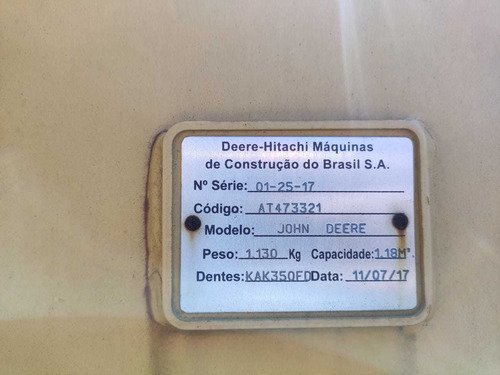 Deere-Hitachi Máquinas
de Construção do Brasil S.A.
Nº Série: 01-25-17
Código: AT473321
Modelo: JOHN DEERE
Peso: 1.130 Kg Capacidade: 1.18M³
Dentes: KAK350FD Data: 11/07/17